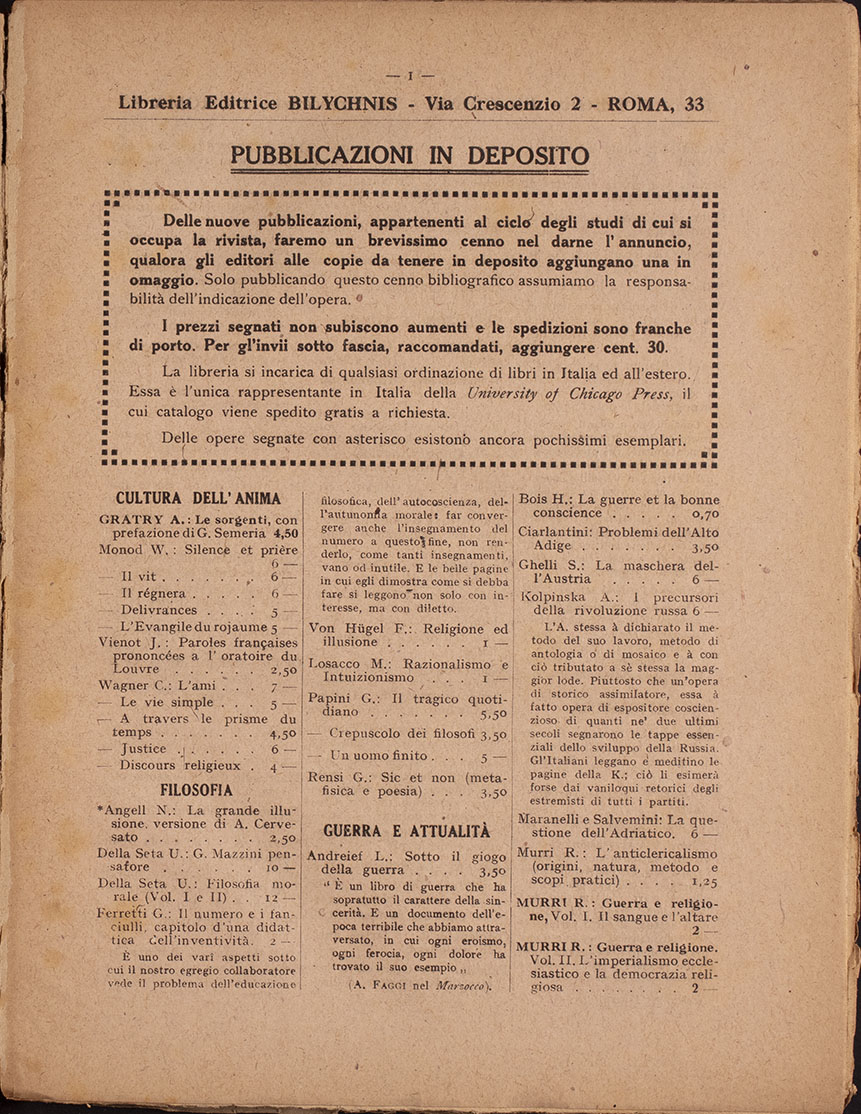 — 1 —
Libreria Editrice BILYCHNIS - Via Crescenzio 2 - ROMA, 33
PUBBLICAZIONI IN DEPOSITO
Delle nuove pubblicazioni, appartenenti al ciclo degli studi di cui si
occupa la rivista, faremo un brevissimo cenno nel darne l'annuncio,
qualora gli editori alle copie da tenere in deposito aggiungano una in
omaggio. Solo pubblicando questo cenno bibliografico assumiamo la responsa-
bilità dell'indicazione dell'opera.
I prezzi segnati non subiscono aumenti e le spedizioni sono franche
di porto. Per gl'invii sotto fascia, raccomandati, aggiungere cent. 30.
La libreria si incarica di qualsiasi ordinazione di libri in Italia ed all'estero.
Essa è l'unica rappresentante in Italia della University of Chicago Press, il
cui catalogo viene spedito gratis a richiesta.
Delle opere segnate con asterisco esistono ancora pochissimi esemplari.
CULTURA DELL'ANIMA
GRATRY A.: Le sorgenti, con
prefazione di G. Semeria 4,50
Monod W.: Silence et prière
6 —
— Il vit . . . . . . . 6 —
— Il régnera . . . . . 6 —
— Delivrances . . . . 5 —
— L'Evangile du rojaume 5 —
Vienot J.: Paroles françaises
prononcées a l'oratoire du
Louvre . . . . . . 2,50
Wagner C.: L'ami . . . 7 —
— Le vie simple . . . 5 —
— A travers le prisme du
temps . . . . . . . 4,50
— Justice . . . . . . 6 —
— Discours religieux . 4 —
FILOSOFIA
*Angell N.: La grande illu-
sione, versione di A. Cerve-
sato . . . . . . . . 2,50
Della Seta U.: G. Mazzini pen-
satore . . . . . . 10 —
Della Seta U.: Filosofia mo-
rale (Vol. I e II) . . 12 —
Ferretti G.: Il numero e i fan-
ciulli, capitolo d'una didat-
tica dell'inventività. 2 —
È uno dei varî aspetti sotto
cui il nostro egregio collaboratore
vede il problema dell'educazione
filosofica, dell'autocoscienza, del-
l'autunomia morale: far conver-
gere anche l'insegnamento del
numero a questo fine, non ren-
derlo, come tanti insegnamenti,
vano od inutile. E le belle pagine
in cui egli dimostra come si debba
fare si leggono non solo con in-
teresse, ma con diletto.
Von Hügel F.: Religione ed
illusione . . . . . . 1 —
Losacco M.: Razionalismo e
Intuizionismo . . . 1 —
Papini G.: Il tragico quoti-
diano . . . . . . . 5,50
— Crepuscolo dei filosofi 3,50
— Un uomo finito . . . 5 —
Rensi G.: Sic et non (meta-
fisica e poesia) . . . 3,50
GUERRA E ATTUALITÀ
Andreief L.: Sotto il giogo
della guerra . . . . 3,50
“ È un libro di guerra che ha
sopratutto il carattere della sin-
cerità. E un documento dell'e-
poca terribile che abbiamo attra-
versato, in cui ogni eroismo,
ogni ferocia, ogni dolore ha
trovato il suo esempio „
(A. FAGGI nel Marzocco).
Bois H.: La guerre et la bonne
conscience . . . . . 0,70
Ciarlantini: Problemi dell'Alto
Adige . . . . . . . 3,50
Ghelli S.: La maschera del-
l'Austria . . . . . 6 —
Kolpinska A.: I precursori
della rivoluzione russa 6 —
L'A. stessa à dichiarato il me-
todo del suo lavoro, metodo di
antologia o di mosaico e à con
ciò tributato a sè stessa la mag-
gior lode. Piuttosto che un'opera
di storico assimilatore, essa à
fatto opera di espositore coscien-
zioso di quanti ne' due ultimi
secoli segnarono le tappe essen-
ziali dello sviluppo della Russia.
Gl'Italiani leggano e meditino le
pagine della K.; ciò li esimerà
forse dai vaniloqui retorici degli
estremisti di tutti i partiti.
Maranelli e Salvemini: La que-
stione dell'Adriatico. 6 —
Murri R.: L'anticlericalismo
(origini, natura, metodo e
scopi pratici) . . . . 1,25
MURRI R.: Guerra e religio-
ne, Vol. I. Il sangue e l'altare
2 —
MURRI R.: Guerra e religione.
Vol. II. L'imperialismo eccle-
siastico e la democrazia reli-
giosa . . . . . . . . 2 —